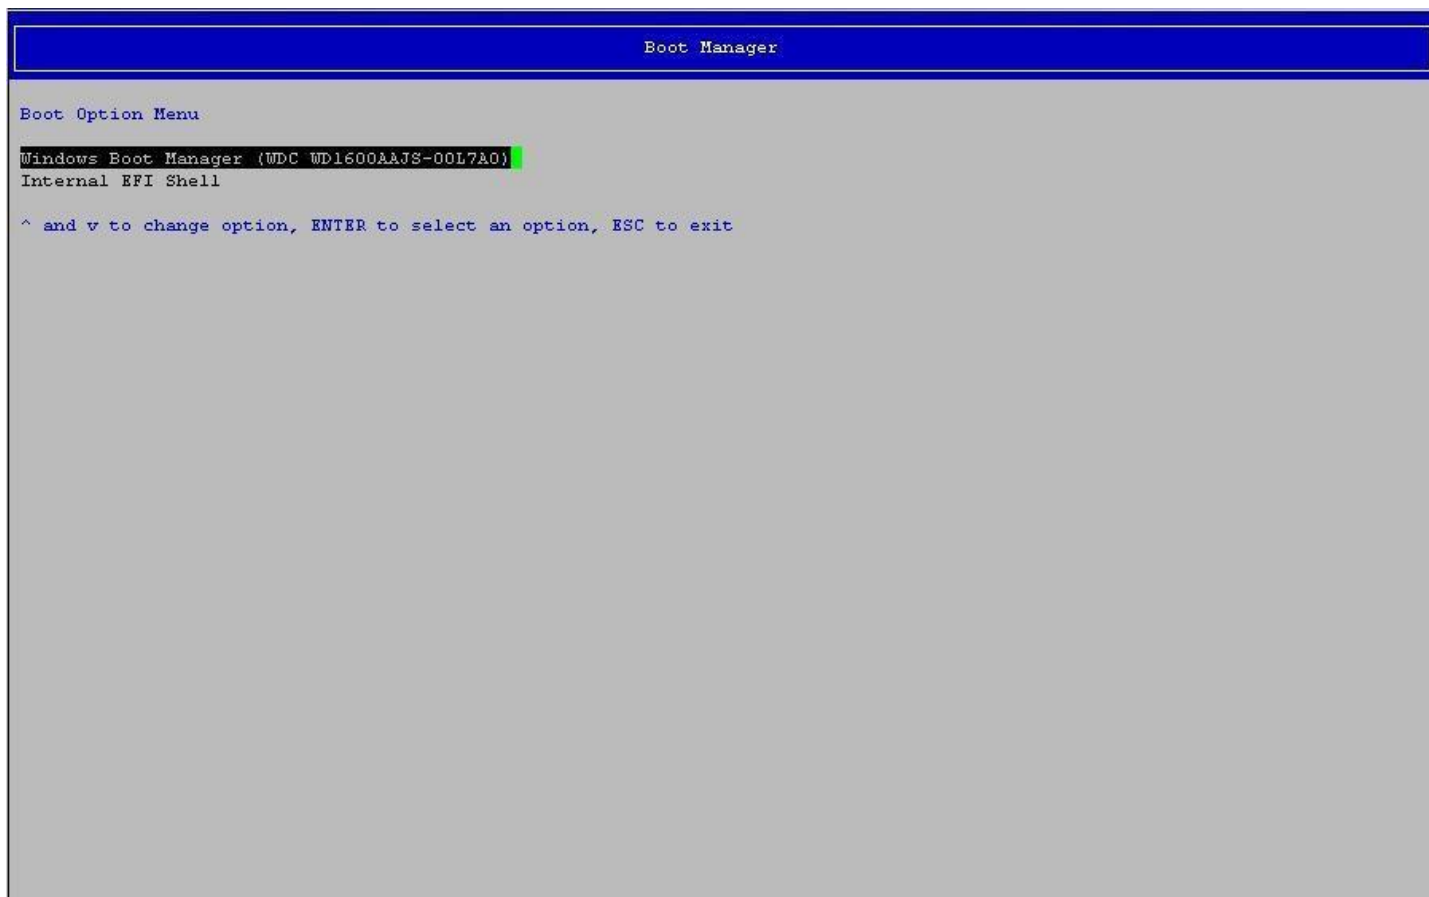 Boot Manager
Boot Option Menu
Windows Boot Manager (WDC WD1600AAJS-00L7A0)
Internal EFI Shell
^ and v to change option, ENTER to select an option, ESC to exit